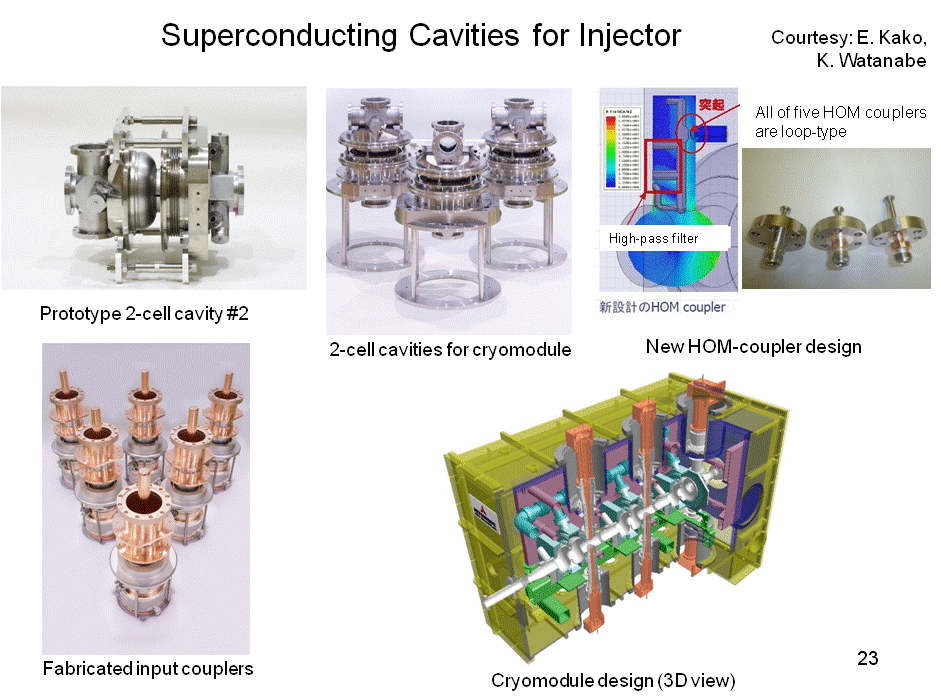 Superconducting Cavities for Injector
Courtesy: E. Kako,
K. Watanabe
突起
All of five HOM couplers
are loop-type
High-pass filter
新設計のHOM coupler
Prototype 2-cell cavity #2
2-cell cavities for cryomodule
New HOM-coupler design
Fabricated input couplers
Cryomodule design (3D view)
23